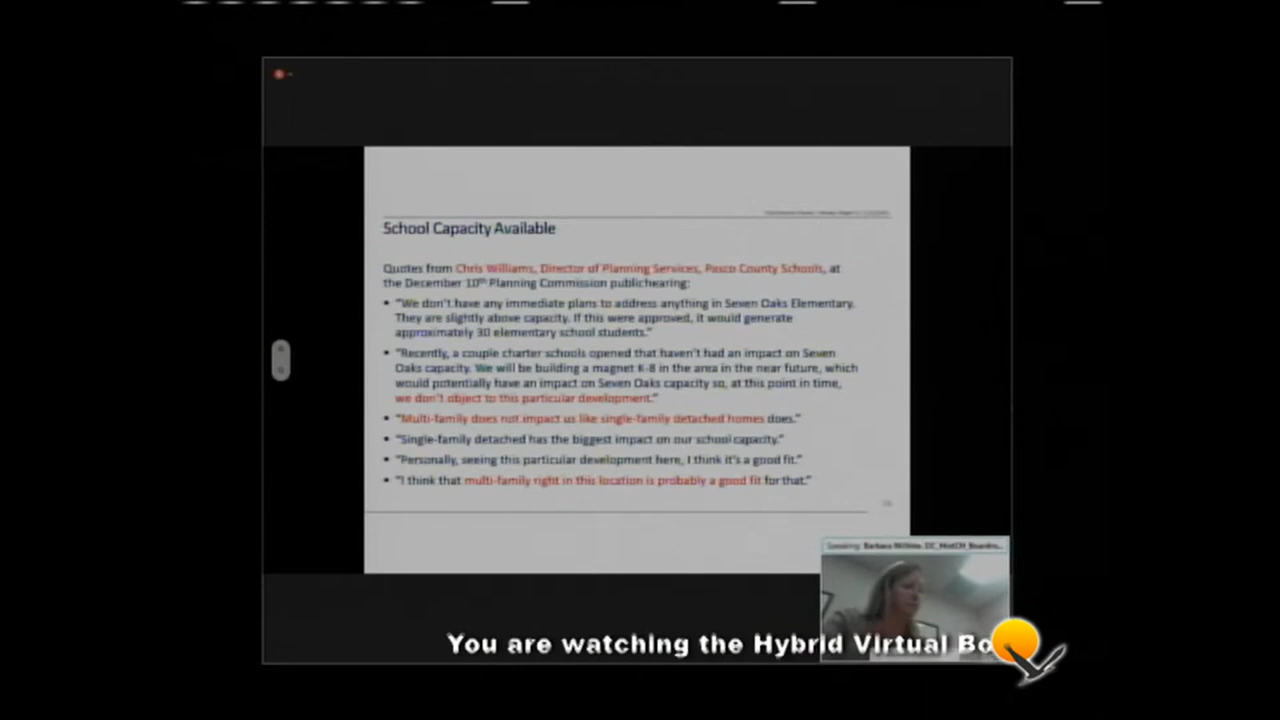 School Capacity Available
Quotes from Chris Williams, Director of Planning Services, Pasco County Schools, at
the December 10th Planning Commission publichearing:
• "We don't have any immediate plans to address anything in Seven Oaks Elementary.
They are slightly above capacity. If this were approved, it would generate
approximately 30 elementary school students."
• "Recently, a couple charter schools opened that haven't had an impact on Seven
Oaks capacity. We will be building a magnet K-8 in the area in the near future, which
would potentially have an impact on Seven Oaks capacity so, at this point in time,
we don't object to this particular development."
• "Multi-family does not impact us like single-family detached homes does."
• "Single-family detached has the biggest impact on our school capacity."
• "Personally, seeing this particular development here, I think it's a good fit."
• "I think that multi-family right in this location is probably a good fit for that."
Speaking: Barbara
You are watching the Hybrid Virtual Bo